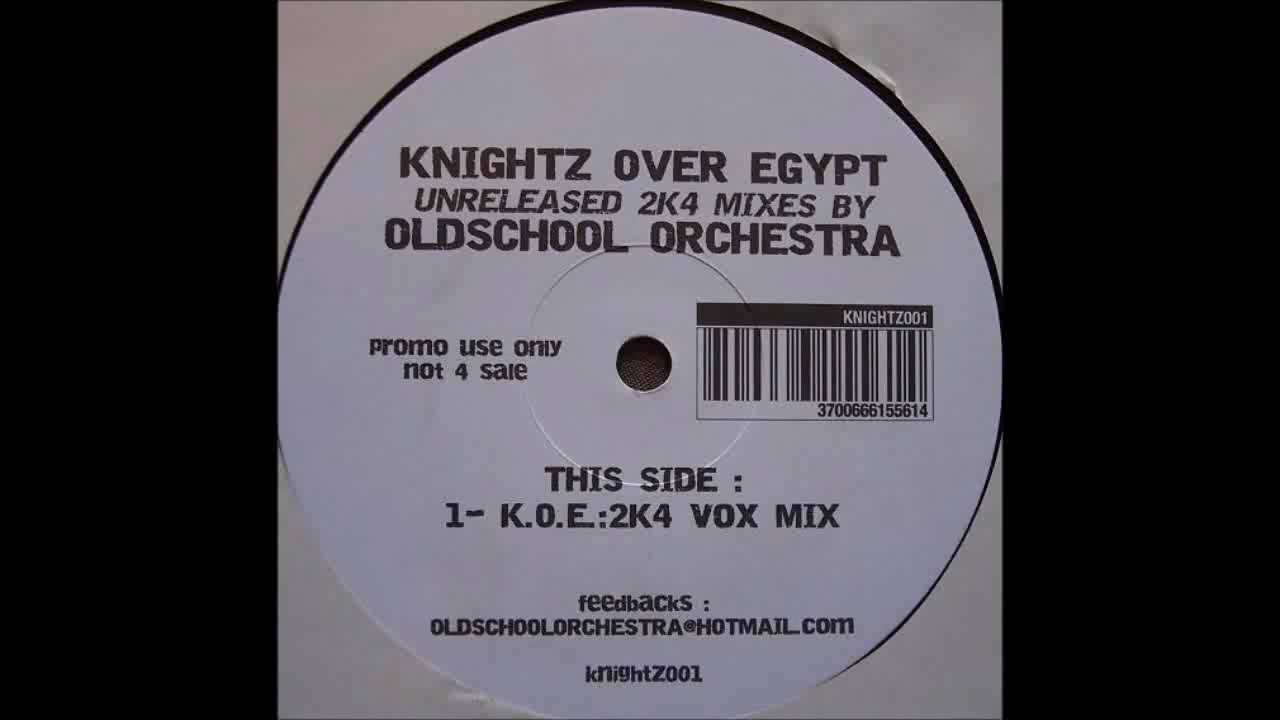 KNIGHTZ OVER EGYPT
UNRELEASED 2K4 MIXES BY
OLDSCHOOL ORCHESTRA
KNIGHTZ001
promo use only
not 4 sale
3700666155614
THIS SIDE :
1- K.O.E.:2K4 VOX MIX
feedbacks :
OLDSCHOOLORCHESTRA@HOTMAIL.com
knightz001